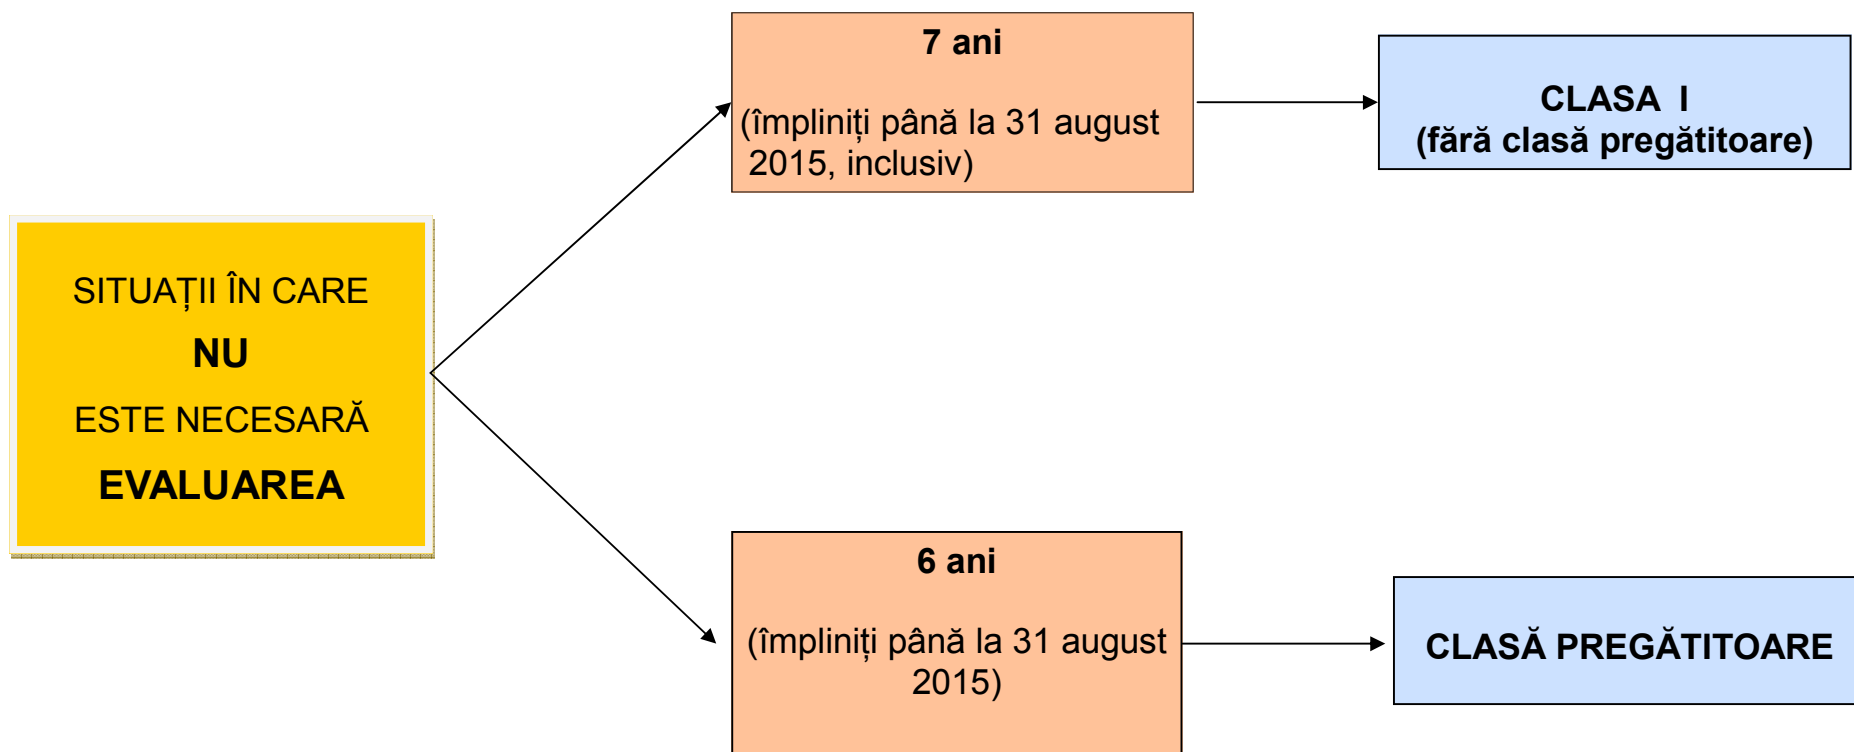 SITUAȚII ÎN CARE
NU
ESTE NECESARĂ
EVALUAREA
7 ani
(împliniți până la 31 august
2015, inclusiv)
CLASA I
(fără clasă pregătitoare)
6 ani
(împliniți până la 31 august
2015)
CLASĂ PREGĂTITOARE